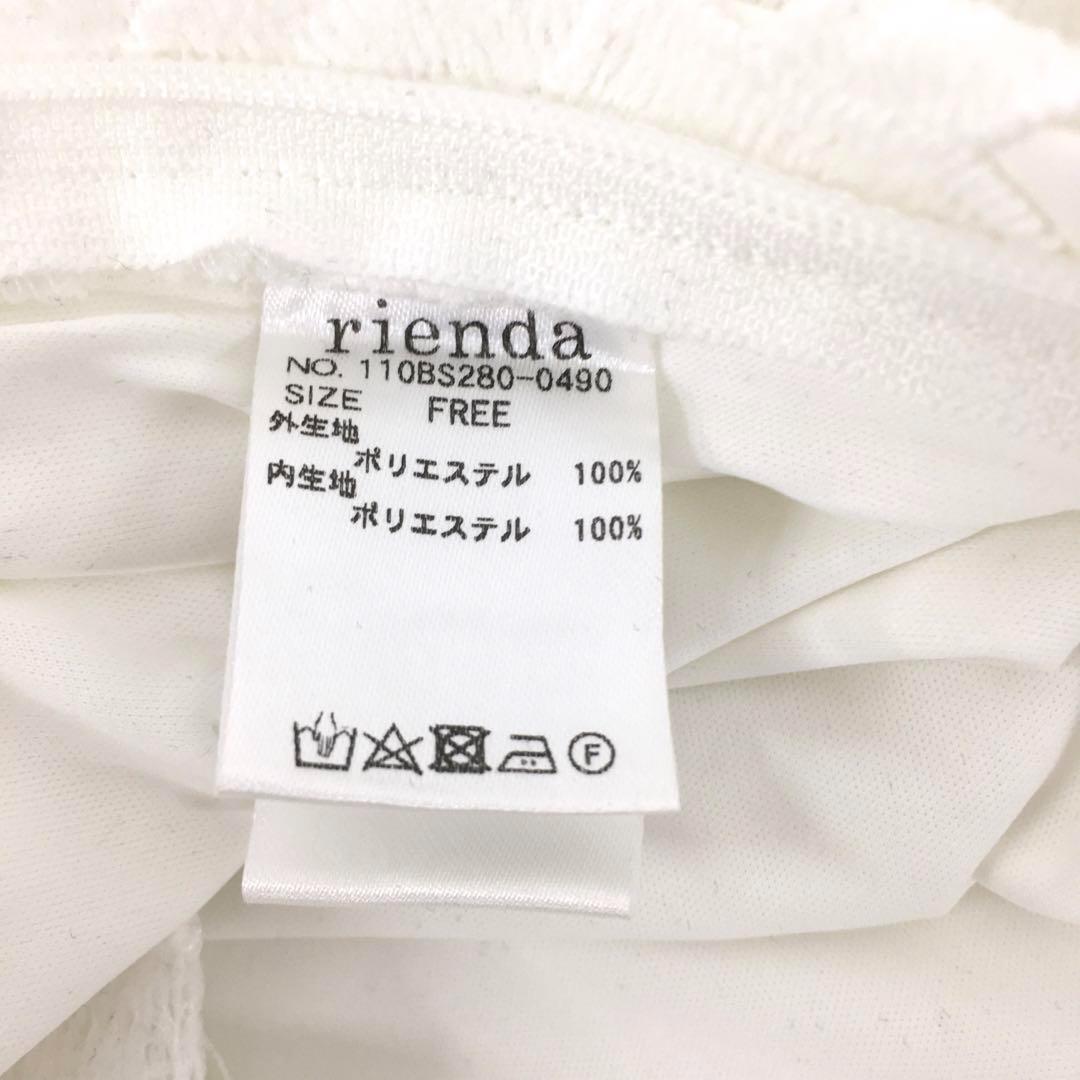 rienda
NO. 110BS280-0490
SIZE FREE
外生地
ポリエステル 100%
内生地
ポリエステル 100%
F